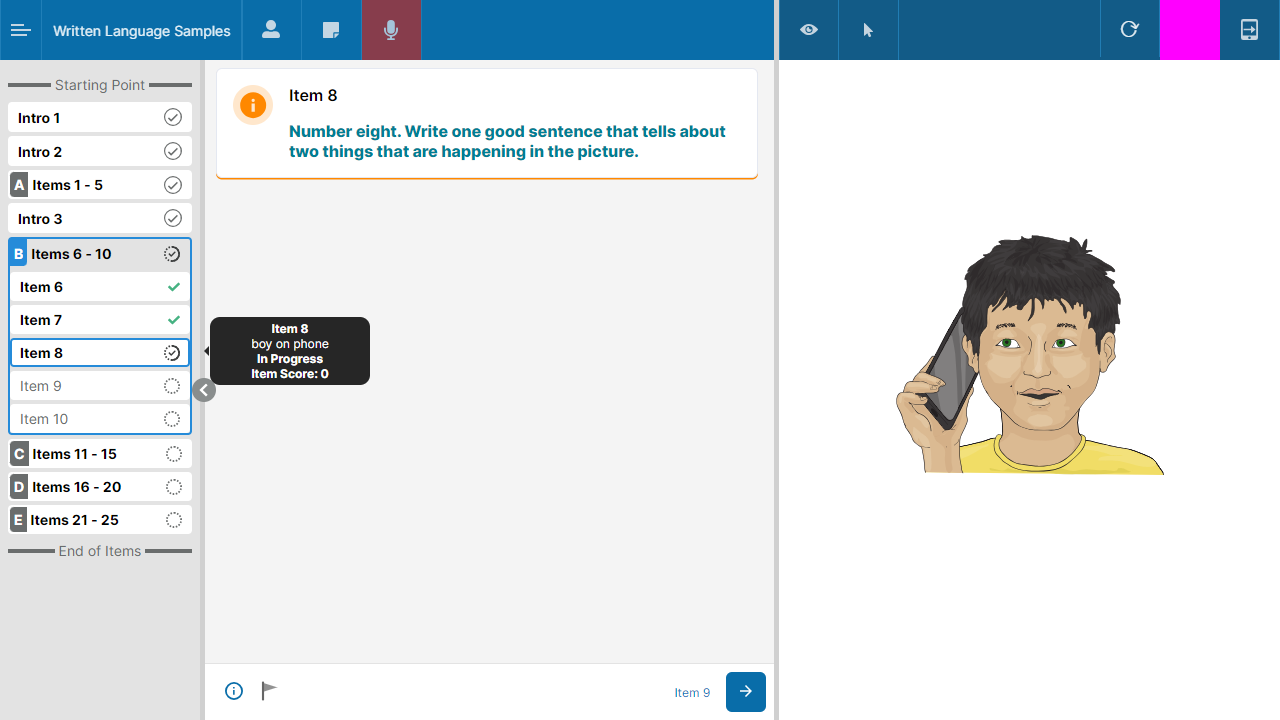 Written Language Samples
Starting Point
Intro 1
Intro 2
A Items 1 - 5
Intro 3
B Items 6 - 10
Item 6
Item 7
Item 8
Item 9
Item 10
C Items 11 - 15
D Items 16 - 20
E Items 21 - 25
End of Items
Item 8
Number eight. Write one good sentence that tells about
two things that are happening in the picture.
Item 8
boy on phone
In Progress
Item Score: 0
Item 9